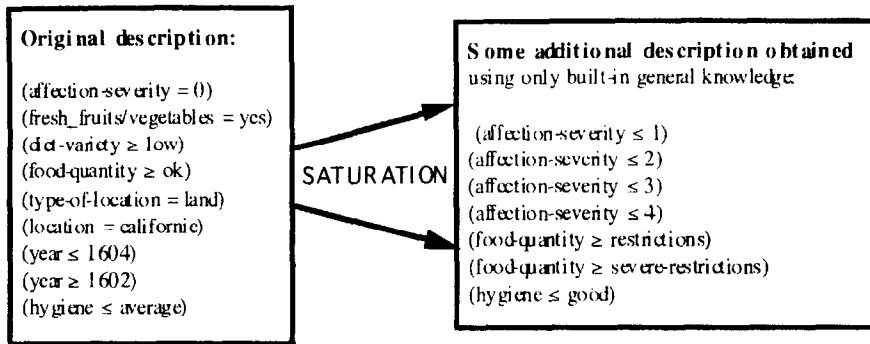 Original description:
(affection-severity = 0)
(fresh_fruits/vegetables = yes)
(diet-variety ≥ low)
(food-quantity ≥ ok)
(type-of-location = land)
(location = californie)
(year ≤ 1604)
(year ≥ 1602)
(hygiene ≤ average)
SATURATION
Some additional description obtained
using only built-in general knowledge:
(affection-severity ≤ 1)
(affection-severity ≤ 2)
(affection-severity ≤ 3)
(affection-severity ≤ 4)
(food-quantity ≥ restrictions)
(food-quantity ≥ severe-restrictions)
(hygiene ≤ good)